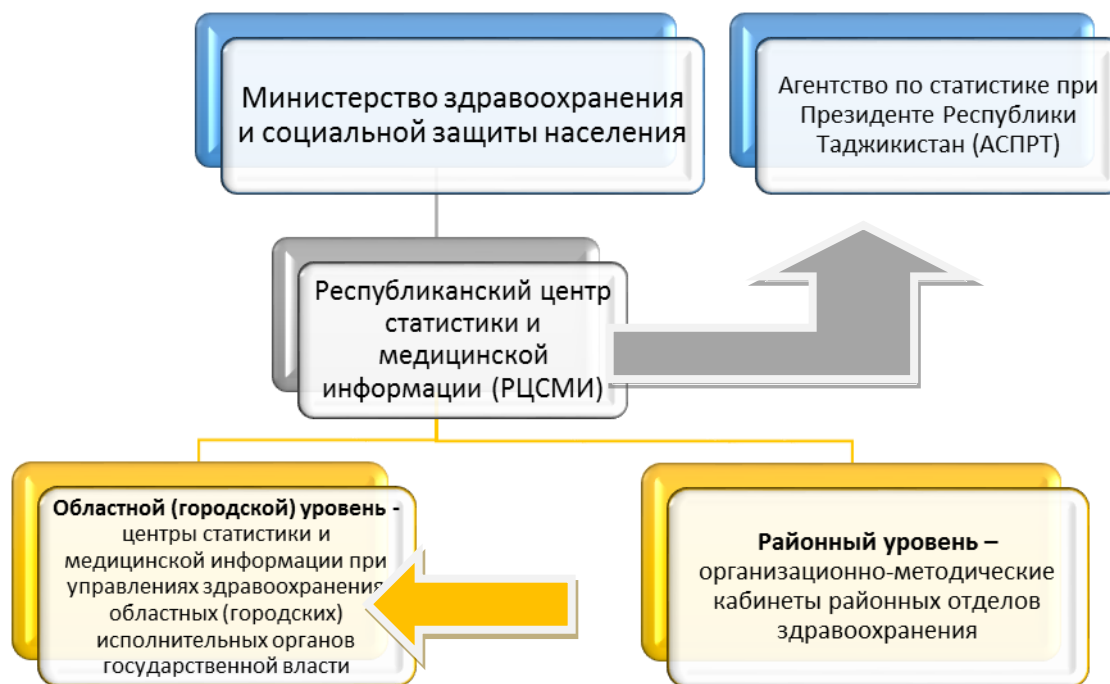 Министерство здравоохранения
и социальной защиты населения
Агентство по статистике при
Президенте Республики
Таджикистан (АСПРТ)
Республиканский центр
статистики и
медицинской
информации (РЦСМИ)
Областной (городской) уровень -
центры статистики и
медицинской информации при
управлениях здравоохранения
областных (городских)
исполнительных органов
государственной власти
Районный уровень –
организационно-методические
кабинеты районных отделов
здравоохранения